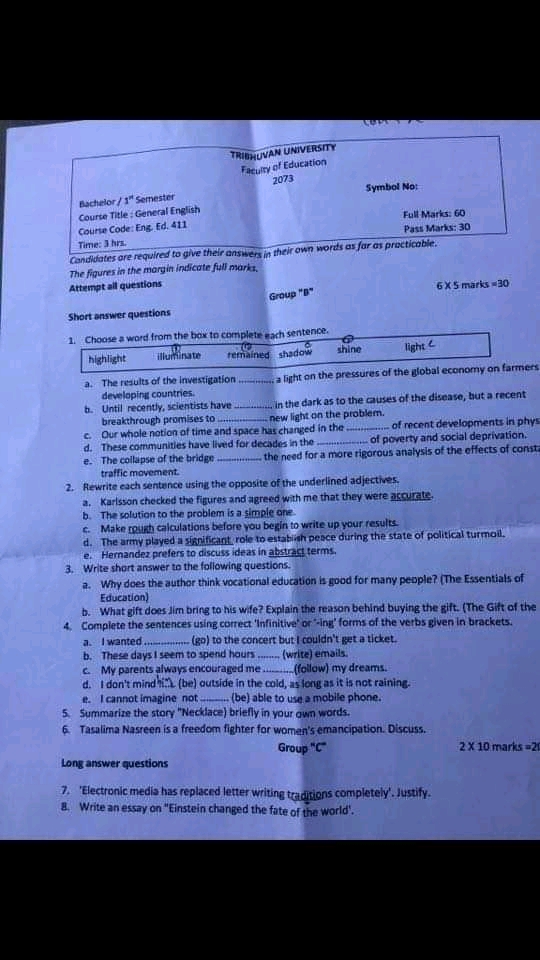 TRIBHUVAN UNIVERSITY
Faculty of Education
2073
Bachelor / 1st Semester
Symbol No:
Course Title : General English
Course Code: Eng. Ed. 411
Full Marks: 60
Time: 3 hrs.
Pass Marks: 30
Candidates are required to give their answers in their own words as far as practicable.
The figures in the margin indicate full marks.
Attempt all questions
Group "B"
6 X 5 marks =30
Short answer questions
1. Choose a word from the box to complete each sentence.
highlight illuminate remained shadow shine light
a. The results of the investigation ............ a light on the pressures of the global economy on farmers
developing countries.
b. Until recently, scientists have ............. in the dark as to the causes of the disease, but a recent
breakthrough promises to ................ new light on the problem.
c. Our whole notion of time and space has changed in the .............. of recent developments in phys
d. These communities have lived for decades in the ................. of poverty and social deprivation.
e. The collapse of the bridge ............... the need for a more rigorous analysis of the effects of consta
traffic movement.
2. Rewrite each sentence using the opposite of the underlined adjectives.
a. Karlsson checked the figures and agreed with me that they were accurate.
b. The solution to the problem is a simple one.
c. Make rough calculations before you begin to write up your results.
d. The army played a significant role to establish peace during the state of political turmoil.
e. Hernandez prefers to discuss ideas in abstract terms.
3. Write short answer to the following questions.
a. Why does the author think vocational education is good for many people? (The Essentials of
Education)
b. What gift does Jim bring to his wife? Explain the reason behind buying the gift. (The Gift of the
4. Complete the sentences using correct 'Infinitive' or '-ing' forms of the verbs given in brackets.
a. I wanted ............... (go) to the concert but I couldn't get a ticket.
b. These days I seem to spend hours ....... (write) emails.
c. My parents always encouraged me ..........(follow) my dreams.
d. I don't mind (be) outside in the cold, as long as it is not raining.
e. I cannot imagine not ......... (be) able to use a mobile phone.
5. Summarize the story "Necklace) briefly in your own words.
6. Tasalima Nasreen is a freedom fighter for women's emancipation. Discuss.
Group "C"
2 X 10 marks =20
Long answer questions
7. 'Electronic media has replaced letter writing traditions completely'. Justify.
8. Write an essay on "Einstein changed the fate of the world'.